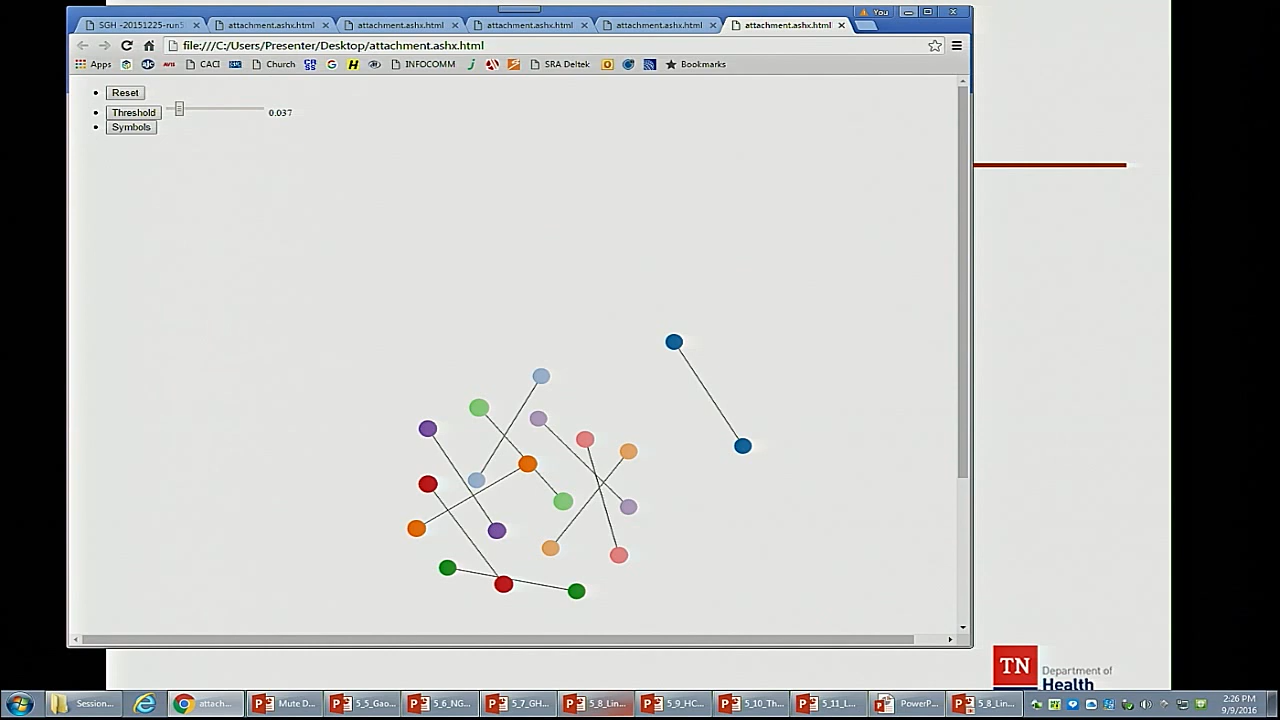 SGH -20151225-run5
attachment.ashx.html
attachment.ashx.html
attachment.ashx.html
attachment.ashx.html
attachment.ashx.html
You
file:///C:/Users/Presenter/Desktop/attachment.ashx.html
Apps
AVIS
CACI
Church
G
H
INFOCOMM
j
SRA Deltek
O
Bookmarks
Reset
Threshold
0.037
Symbols
TN
Department of
Health
Session...
attach...
Mute D...
5_5_Gao...
5_6_NG...
5_7_GH...
5_8_Lin...
5_9_HC...
5_10_Th...
5_11_L...
PowerP...
5_8_Lin...
2:26 PM
9/9/2016